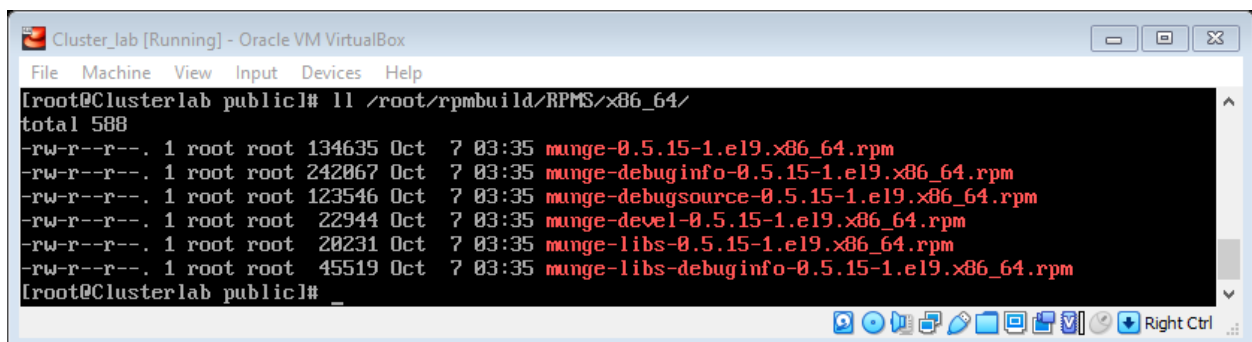 Cluster_lab [Running] - Oracle VM VirtualBox
File Machine View Input Devices Help
[root@Clusterlab public]# ll /root/rpmbuild/RPMS/x86_64/
total 588
-rw-r--r--. 1 root root 134635 Oct  7 03:35 munge-0.5.15-1.el9.x86_64.rpm
-rw-r--r--. 1 root root 242067 Oct  7 03:35 munge-debuginfo-0.5.15-1.el9.x86_64.rpm
-rw-r--r--. 1 root root 123546 Oct  7 03:35 munge-debugsource-0.5.15-1.el9.x86_64.rpm
-rw-r--r--. 1 root root  22944 Oct  7 03:35 munge-devel-0.5.15-1.el9.x86_64.rpm
-rw-r--r--. 1 root root  20231 Oct  7 03:35 munge-libs-0.5.15-1.el9.x86_64.rpm
-rw-r--r--. 1 root root  45519 Oct  7 03:35 munge-libs-debuginfo-0.5.15-1.el9.x86_64.rpm
[root@Clusterlab public]# _
Right Ctrl